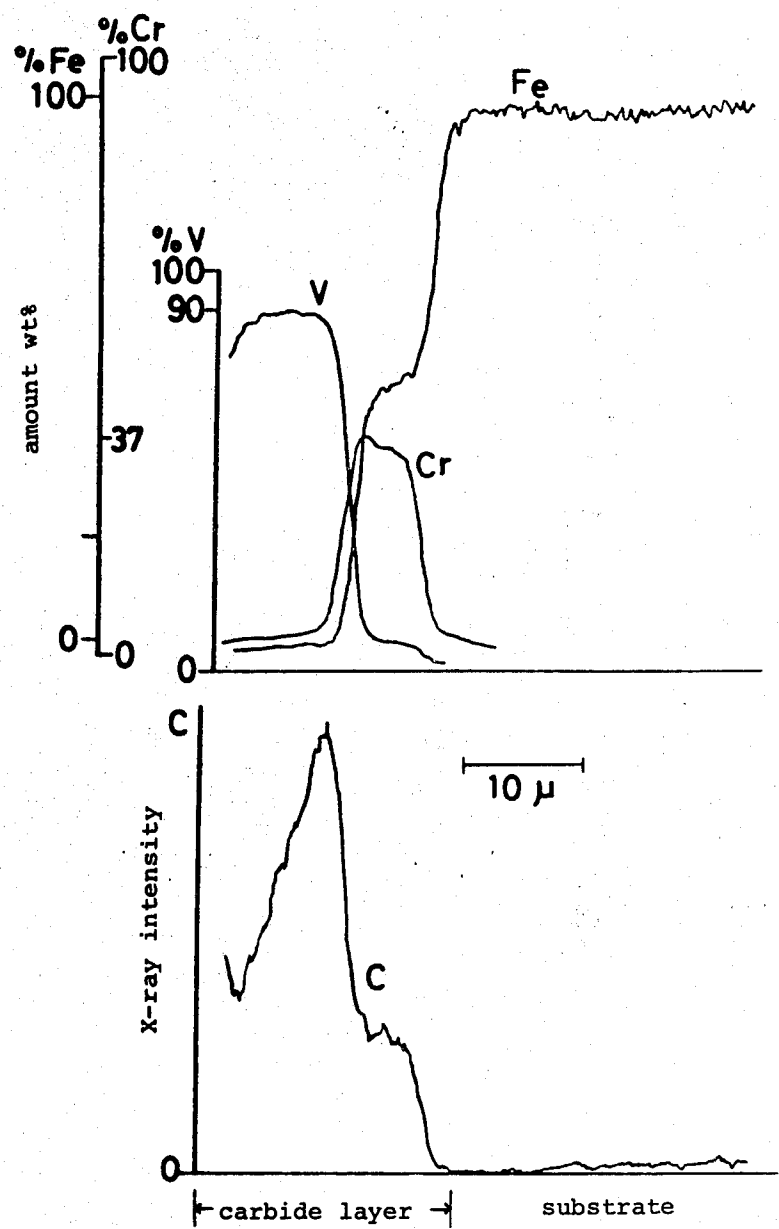 %Cr
%Fe
100
100
Fe
%V
100
90
V
amount wt%
37
Cr
0
0
0
C
10 μ
X-ray intensity
C
0
carbide layer
substrate